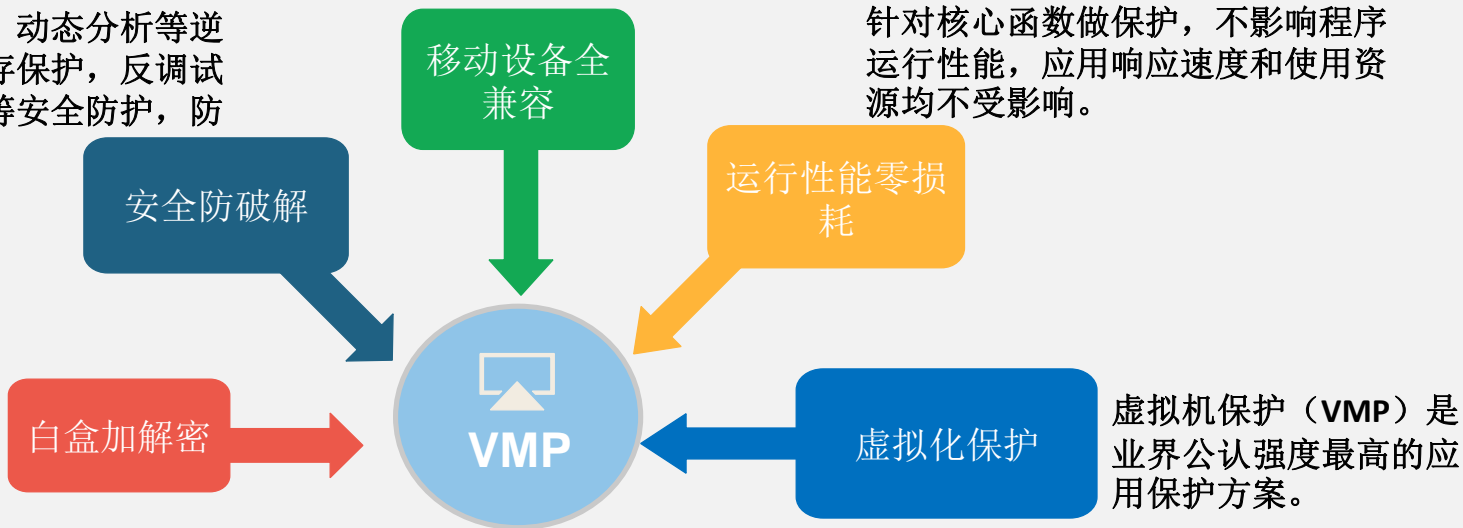 动态分析等逆
存保护，反调试
等安全防护，防
移动设备全
兼容
针对核心函数做保护，不影响程序
运行性能，应用响应速度和使用资
源均不受影响。
安全防破解
运行性能零损
耗
白盒加解密
VMP
虚拟化保护
虚拟机保护（VMP）是
业界公认强度最高的应
用保护方案。